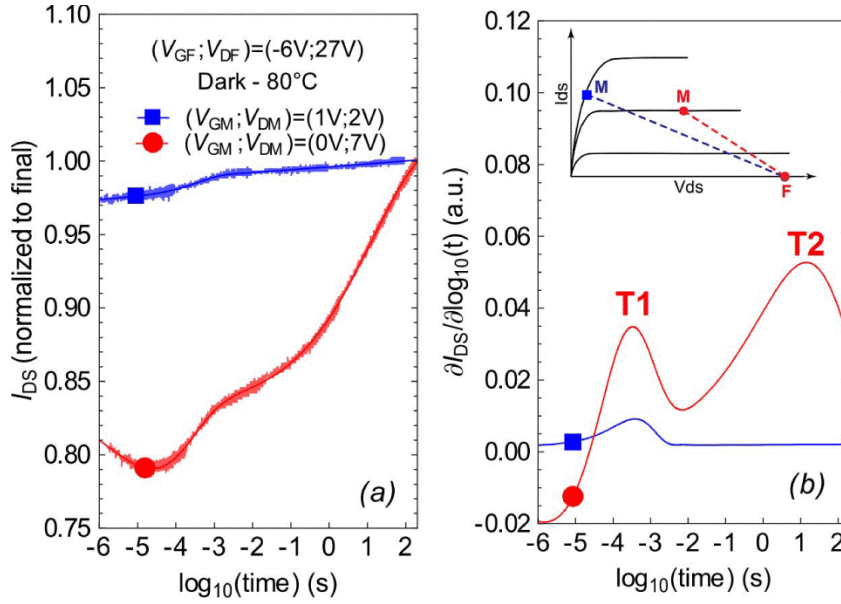 1.10
1.05
1.00
0.95
0.90
0.85
0.80
0.75
I_DS (normalized to final)
(V_GF;V_DF)=(-6V;27V)
Dark - 80°C
(V_GM;V_DM)=(1V;2V)
(V_GM;V_DM)=(0V;7V)
(a)
-6 -5 -4 -3 -2 -1 0 1 2
log10(time) (s)
0.12
0.10
0.08
0.06
0.04
0.02
0.00
-0.02
∂I_DS/∂log10(t) (a.u.)
Ids
M
M
F
Vds
T1
T2
(b)
-6 -5 -4 -3 -2 -1 0 1 2
log10(time) (s)